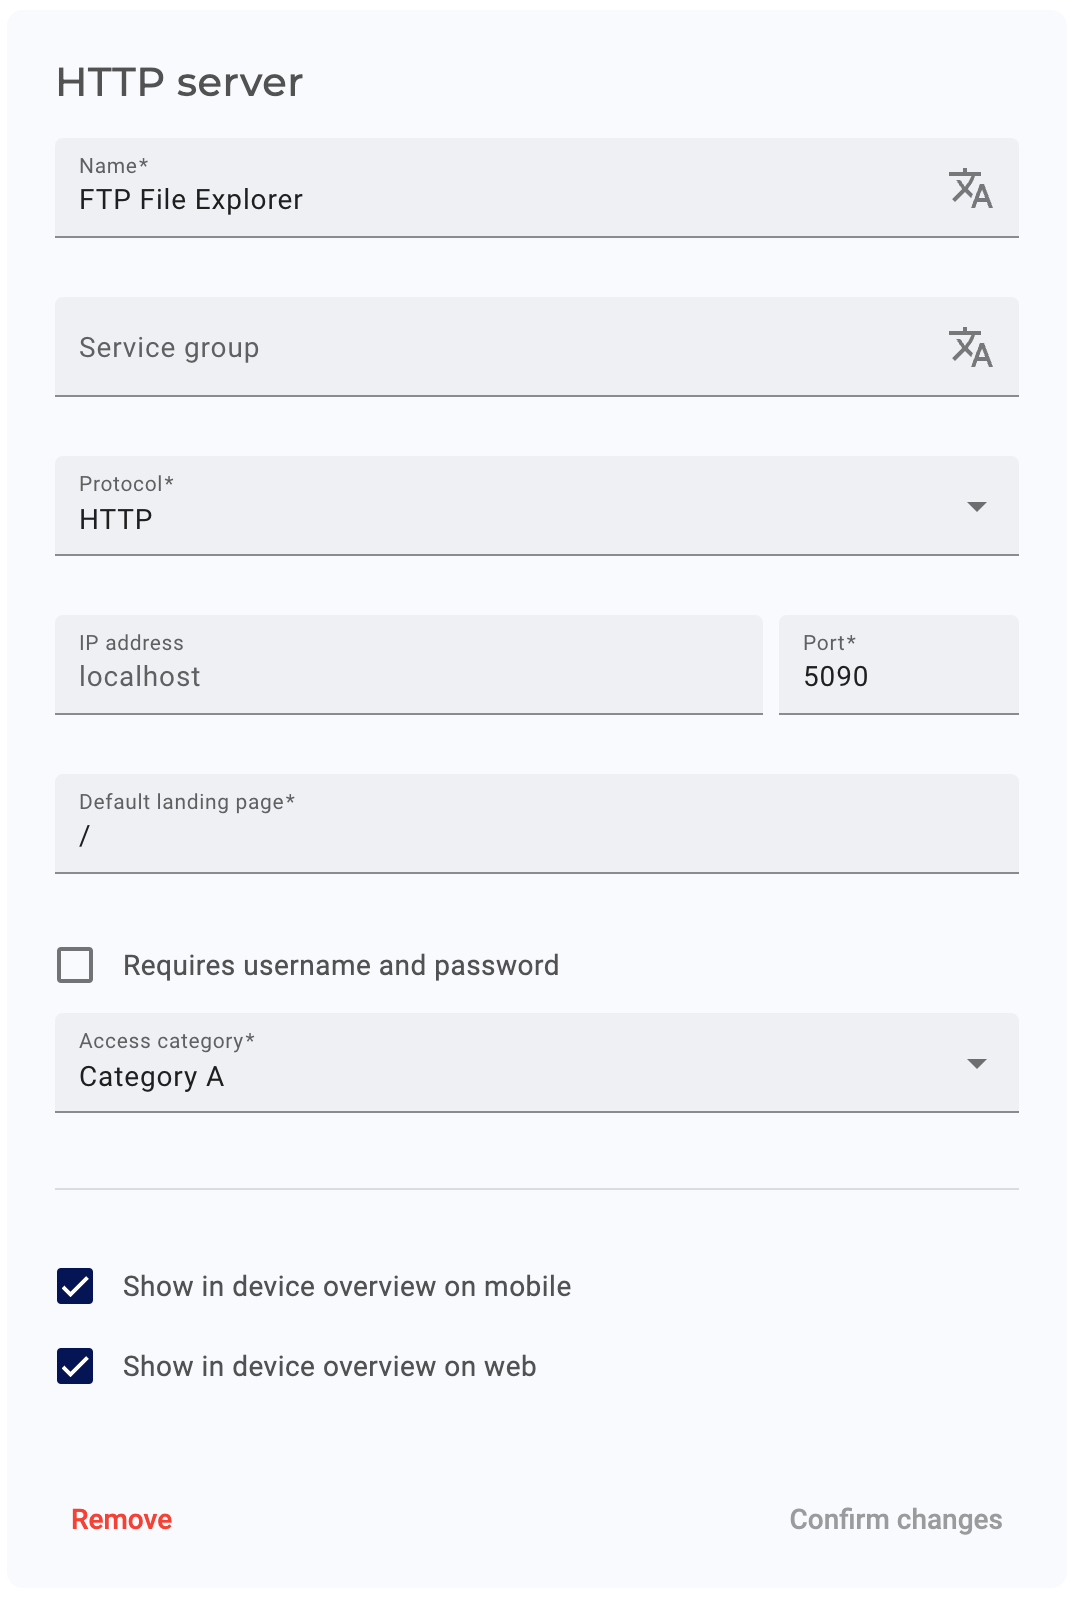 HTTP server
Name*
FTP File Explorer
Service group
Protocol*
HTTP
IP address
localhost
Port*
5090
Default landing page*
/
Requires username and password
Access category*
Category A
Show in device overview on mobile
Show in device overview on web
Remove
Confirm changes